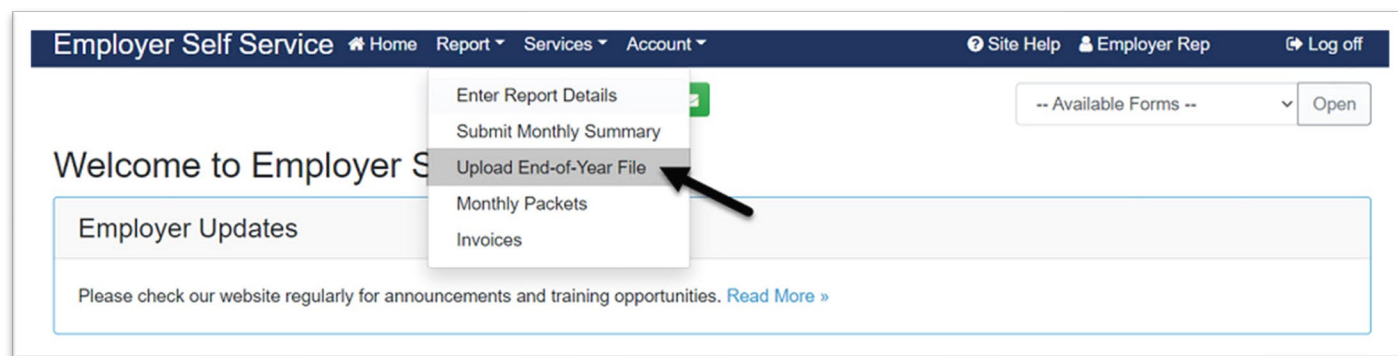 Employer Self Service Home Report Services Account Site Help Employer Rep Log off
Enter Report Details
-- Available Forms -- Open
Submit Monthly Summary
Welcome to Employer S
Upload End-of-Year File
Monthly Packets
Employer Updates
Invoices
Please check our website regularly for announcements and training opportunities. Read More »